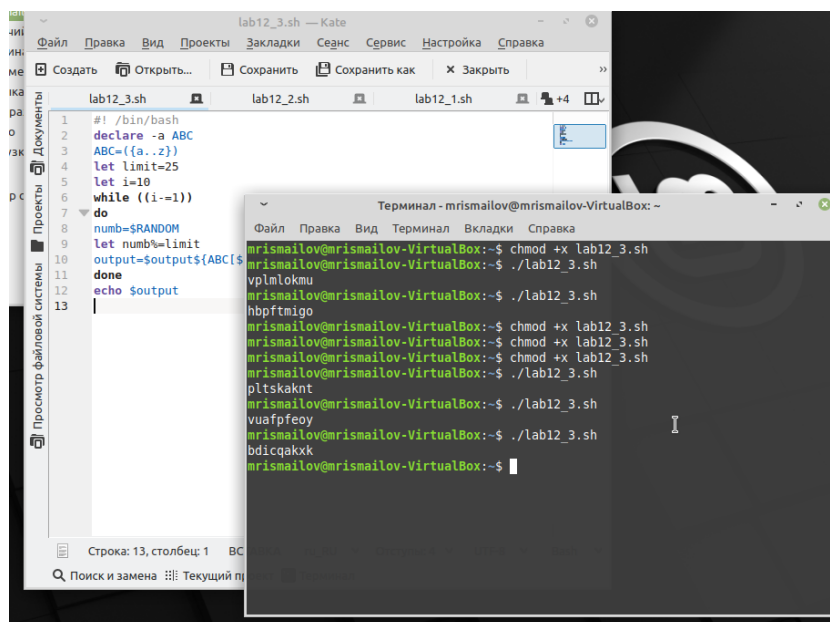 lab12_3.sh — Kate
Файл Правка Вид Проекты Закладки Сеанс Сервис Настройка Справка
Создать Открыть... Сохранить Сохранить как Закрыть »
lab12_3.sh lab12_2.sh lab12_1.sh +4
Документы
Проекты
Просмотр файловой системы
1 #! /bin/bash
2 declare -a ABC
3 ABC=({a..z})
4 let limit=25
5 let i=10
6 while ((i-=1))
7 do
8 numb=$RANDOM
9 let numb%=limit
10 output=$output${ABC[$
11 done
12 echo $output
13
Строка: 13, столбец: 1 ВС
Поиск и замена Текущий п
Терминал - mrismailov@mrismailov-VirtualBox: ~
Файл Правка Вид Терминал Вкладки Справка
mrismailov@mrismailov-VirtualBox:~$ chmod +x lab12_3.sh
mrismailov@mrismailov-VirtualBox:~$ ./lab12_3.sh
vplmlokmu
mrismailov@mrismailov-VirtualBox:~$ ./lab12_3.sh
hbpftmigo
mrismailov@mrismailov-VirtualBox:~$ chmod +x lab12_3.sh
mrismailov@mrismailov-VirtualBox:~$ chmod +x lab12_3.sh
mrismailov@mrismailov-VirtualBox:~$ chmod +x lab12_3.sh
mrismailov@mrismailov-VirtualBox:~$ ./lab12_3.sh
pltskaknt
mrismailov@mrismailov-VirtualBox:~$ ./lab12_3.sh
vuafpfeoy
mrismailov@mrismailov-VirtualBox:~$ ./lab12_3.sh
bdicqakxk
mrismailov@mrismailov-VirtualBox:~$